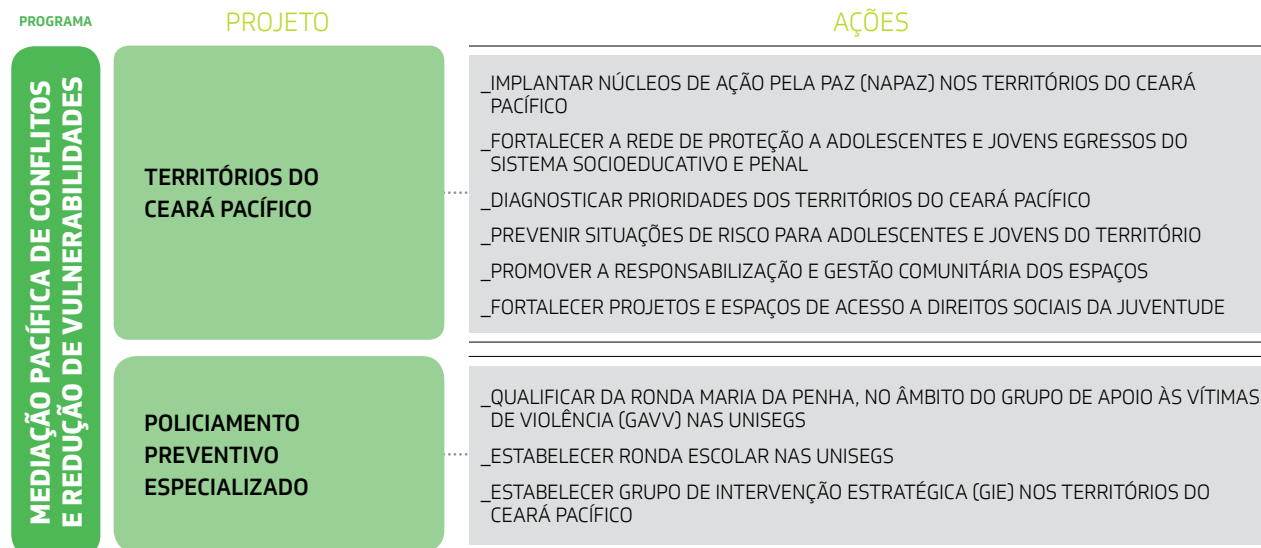 PROGRAMA
PROJETO
AÇÕES
MEDIAÇÃO PACÍFICA DE CONFLITOS
E REDUÇÃO DE VULNERABILIDADES
TERRITÓRIOS DO
CEARÁ PACÍFICO
_IMPLANTAR NÚCLEOS DE AÇÃO PELA PAZ (NAPAZ) NOS TERRITÓRIOS DO CEARÁ
PACÍFICO
_FORTALECER A REDE DE PROTEÇÃO A ADOLESCENTES E JOVENS EGRESSOS DO
SISTEMA SOCIOEDUCATIVO E PENAL
_DIAGNOSTICAR PRIORIDADES DOS TERRITÓRIOS DO CEARÁ PACÍFICO
_PREVENIR SITUAÇÕES DE RISCO PARA ADOLESCENTES E JOVENS DO TERRITÓRIO
_PROMOVER A RESPONSABILIZAÇÃO E GESTÃO COMUNITÁRIA DOS ESPAÇOS
_FORTALECER PROJETOS E ESPAÇOS DE ACESSO A DIREITOS SOCIAIS DA JUVENTUDE
POLICIAMENTO
PREVENTIVO
ESPECIALIZADO
_QUALIFICAR DA RONDA MARIA DA PENHA, NO ÂMBITO DO GRUPO DE APOIO ÀS VÍTIMAS
DE VIOLÊNCIA (GAVV) NAS UNISEGS
_ESTABELECER RONDA ESCOLAR NAS UNISEGS
_ESTABELECER GRUPO DE INTERVENÇÃO ESTRATÉGICA (GIE) NOS TERRITÓRIOS DO
CEARÁ PACÍFICO